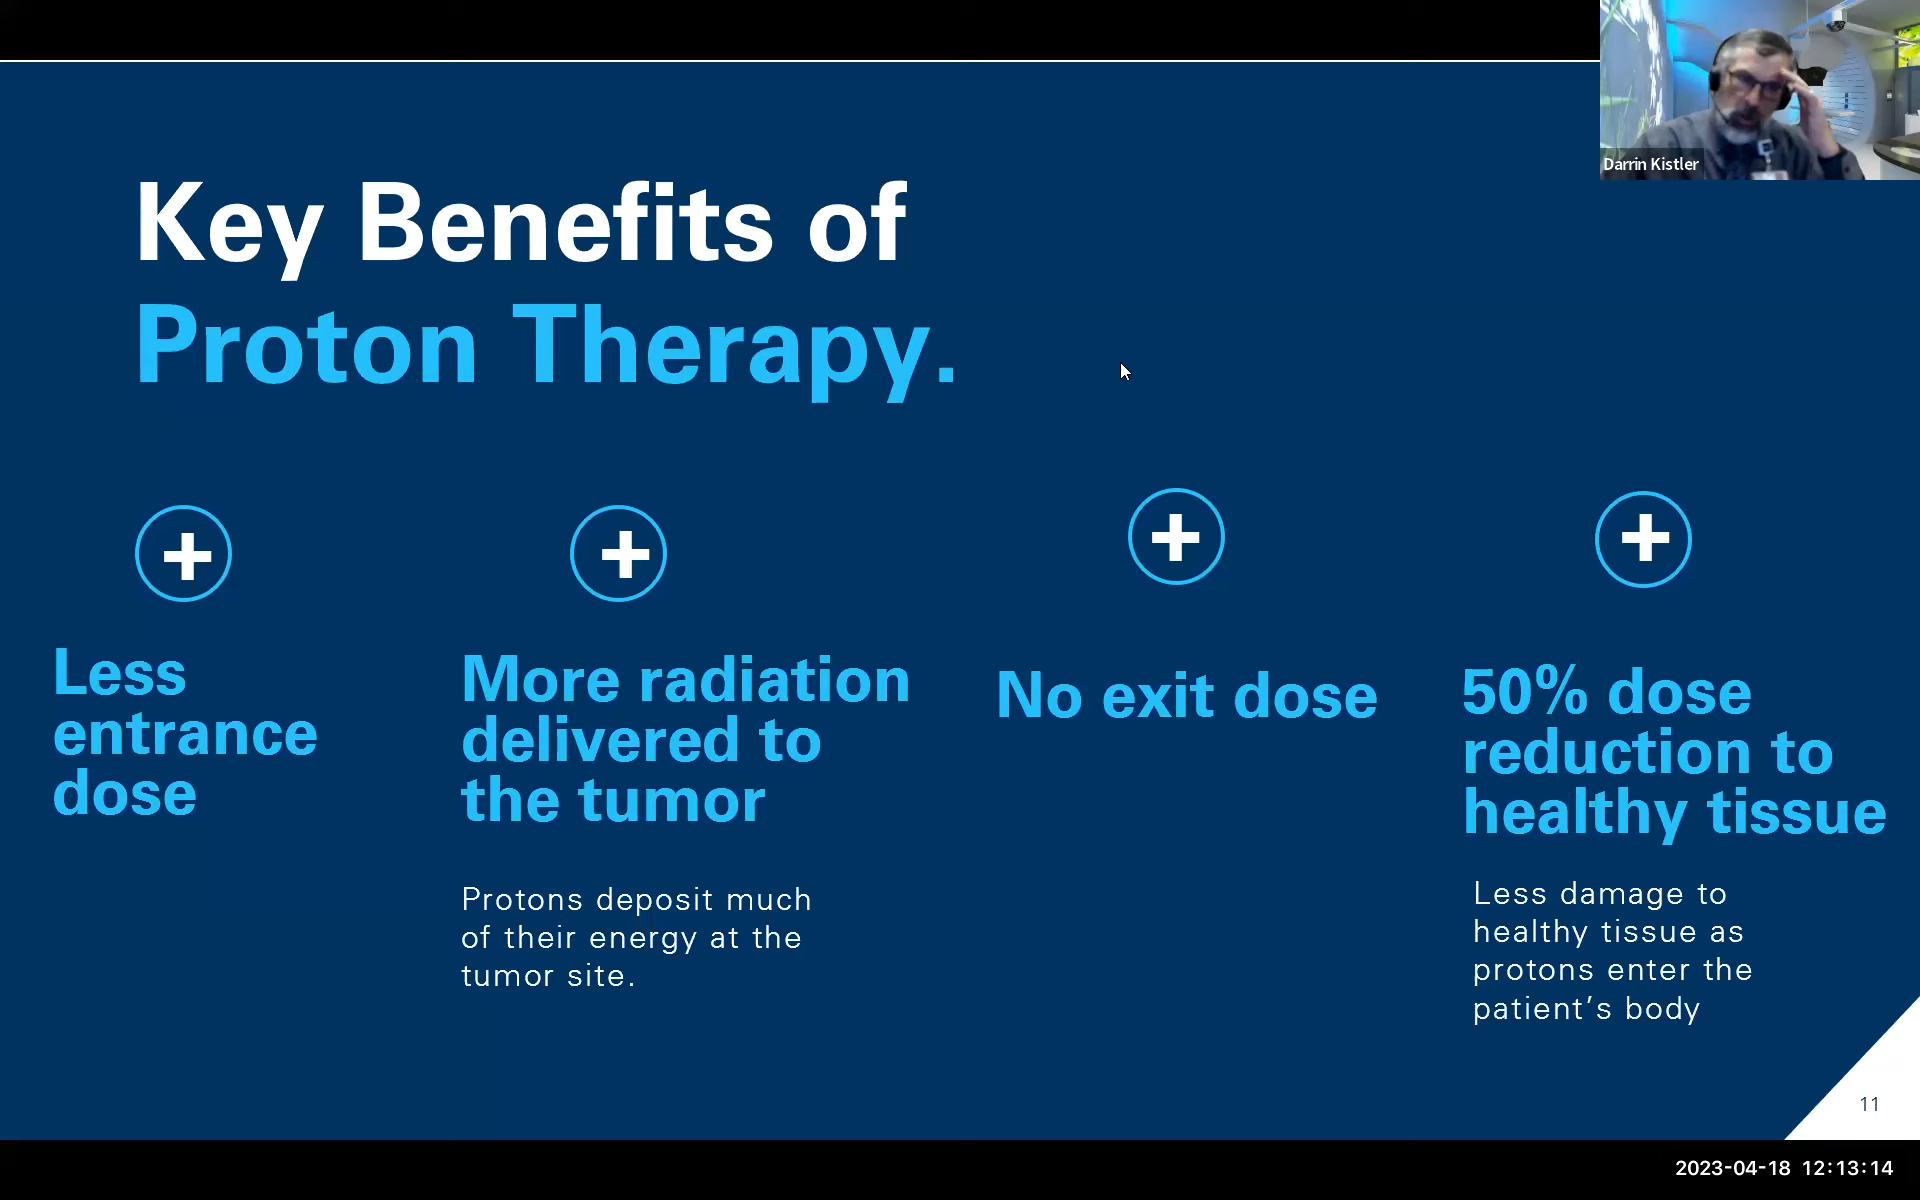 Darrin Kistler
Key Benefits of
Proton Therapy.
Less
entrance
dose
More radiation
delivered to
the tumor
Protons deposit much
of their energy at the
tumor site.
No exit dose
50% dose
reduction to
healthy tissue
Less damage to
healthy tissue as
protons enter the
patient’s body
11
2023-04-18 12:13:14